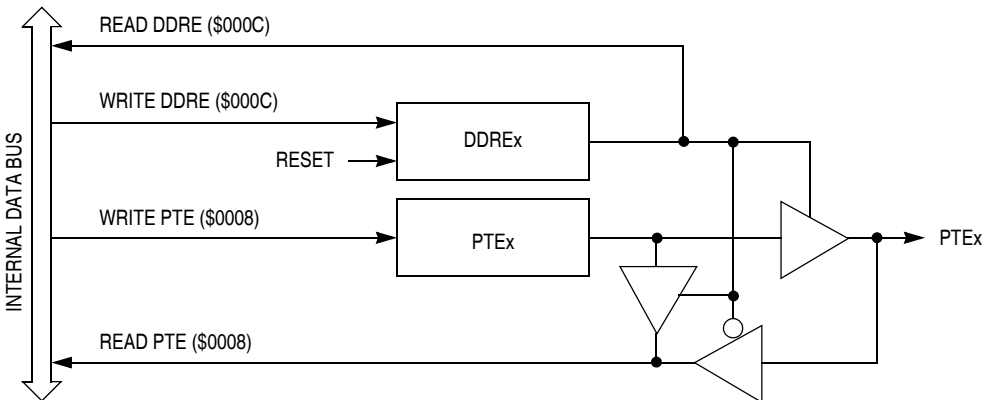 READ DDRE ($000C)
WRITE DDRE ($000C)
DDREx
RESET
WRITE PTE ($0008)
PTEx
PTEx
READ PTE ($0008)
INTERNAL DATA BUS